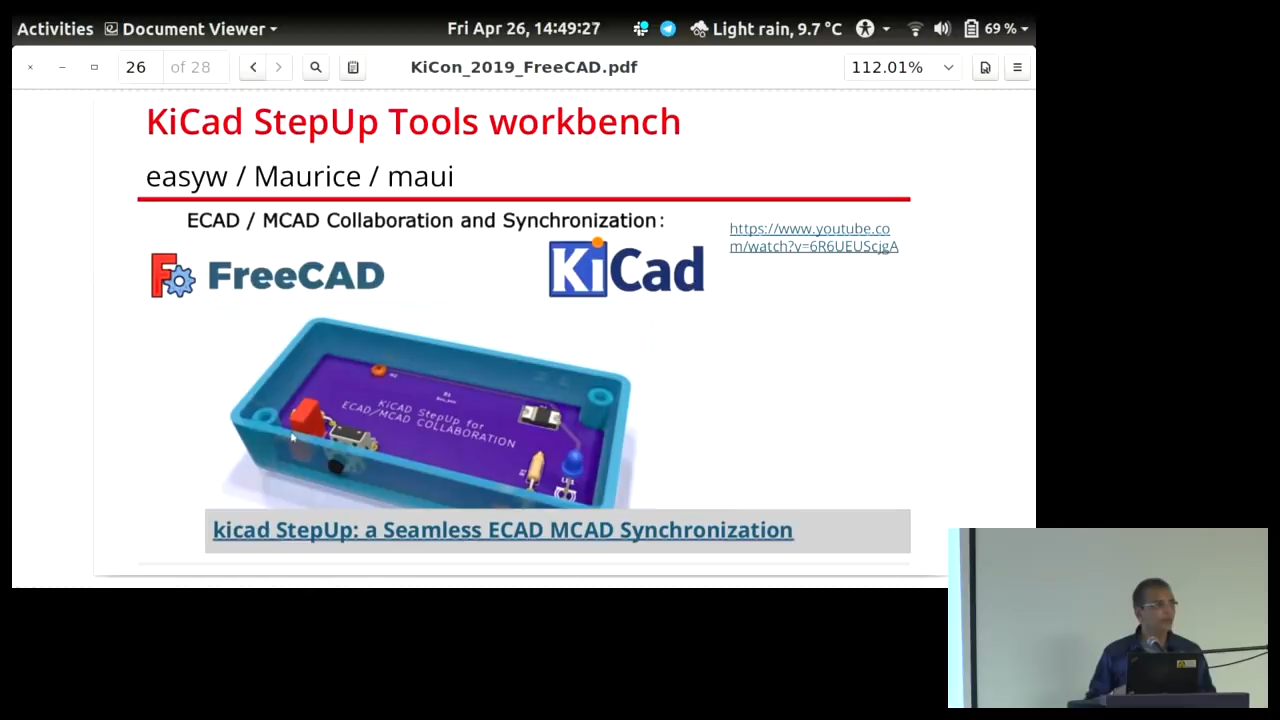 Activities Document Viewer Fri Apr 26, 14:49:27 Light rain, 9.7 °C 69 %
26 of 28 KiCon_2019_FreeCAD.pdf 112.01%
KiCad StepUp Tools workbench
easyw / Maurice / maui
ECAD / MCAD Collaboration and Synchronization:
https://www.youtube.co
m/watch?v=6R6UEUScjgA
FreeCAD
KiCad
KiCAD StepUp for
ECAD/MCAD COLLABORATION
kicad StepUp: a Seamless ECAD MCAD Synchronization